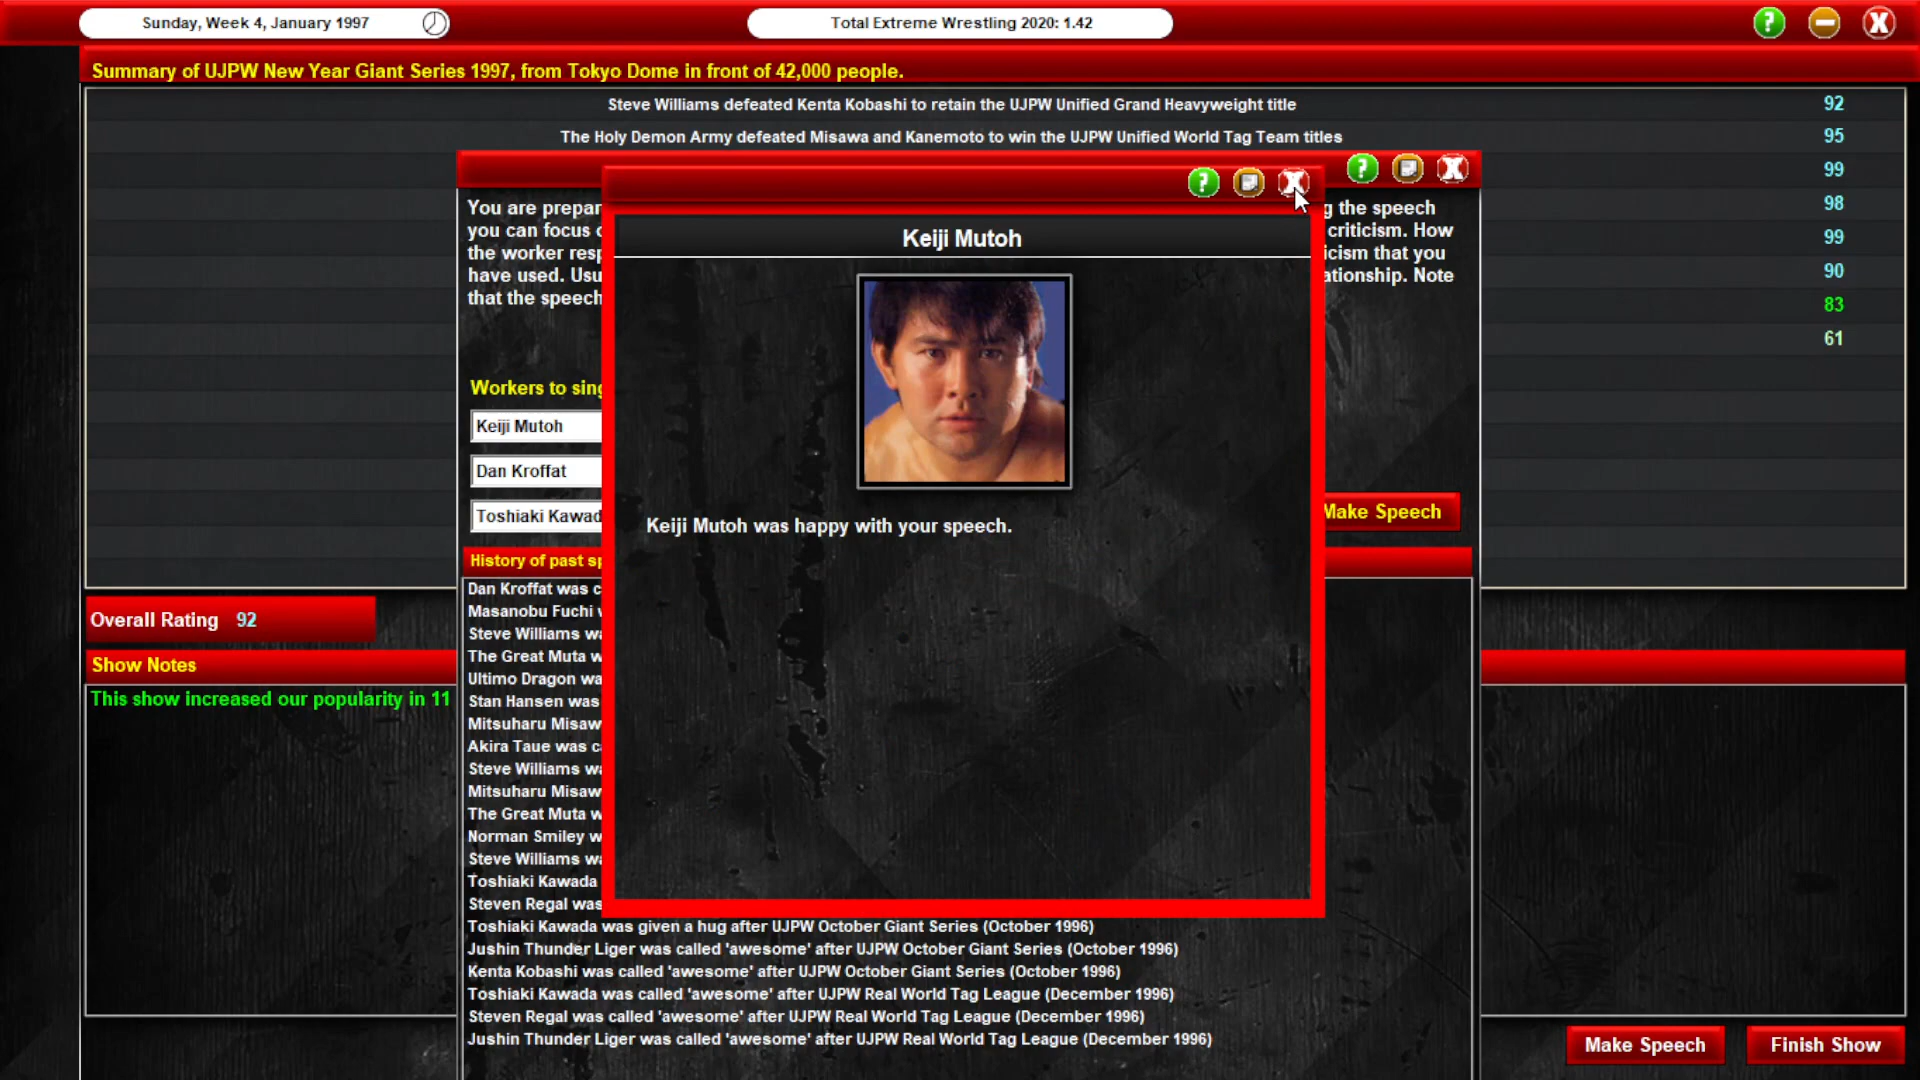 Sunday, Week 4, January 1997
Total Extreme Wrestling 2020: 1.42
Summary of UJPW New Year Giant Series 1997, from Tokyo Dome in front of 42,000 people.
Steve Williams defeated Kenta Kobashi to retain the UJPW Unified Grand Heavyweight title 92
The Holy Demon Army defeated Misawa and Kanemoto to win the UJPW Unified World Tag Team titles 95
99
98
99
90
83
61
You are prepar
g the speech
you can focus
criticism. How
the worker resp
icism that you
have used. Usu
ationship. Note
that the speech
Keiji Mutoh
Keiji Mutoh was happy with your speech.
Workers to sing
Keiji Mutoh
Dan Kroffat
Toshiaki Kawad
Make Speech
History of past sp
Dan Kroffat was c
Masanobu Fuchi
Steve Williams wa
The Great Muta w
Ultimo Dragon wa
Stan Hansen was
Mitsuharu Misaw
Akira Taue was c
Steve Williams wa
Mitsuharu Misaw
The Great Muta w
Norman Smiley w
Steve Williams wa
Toshiaki Kawada
Steven Regal was
Toshiaki Kawada was given a hug after UJPW October Giant Series (October 1996)
Jushin Thunder Liger was called 'awesome' after UJPW October Giant Series (October 1996)
Kenta Kobashi was called 'awesome' after UJPW October Giant Series (October 1996)
Toshiaki Kawada was called 'awesome' after UJPW Real World Tag League (December 1996)
Steven Regal was called 'awesome' after UJPW Real World Tag League (December 1996)
Jushin Thunder Liger was called 'awesome' after UJPW Real World Tag League (December 1996)
Overall Rating 92
Show Notes
This show increased our popularity in 11
Make Speech
Finish Show